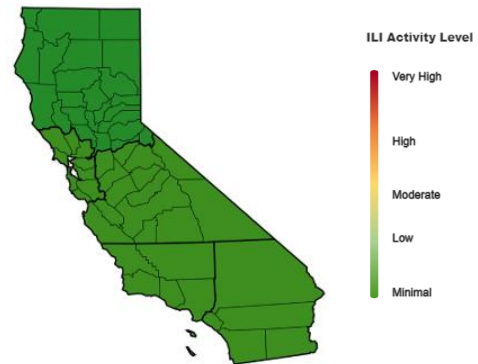 ILI Activity Level
Very High
High
Moderate
Low
Minimal